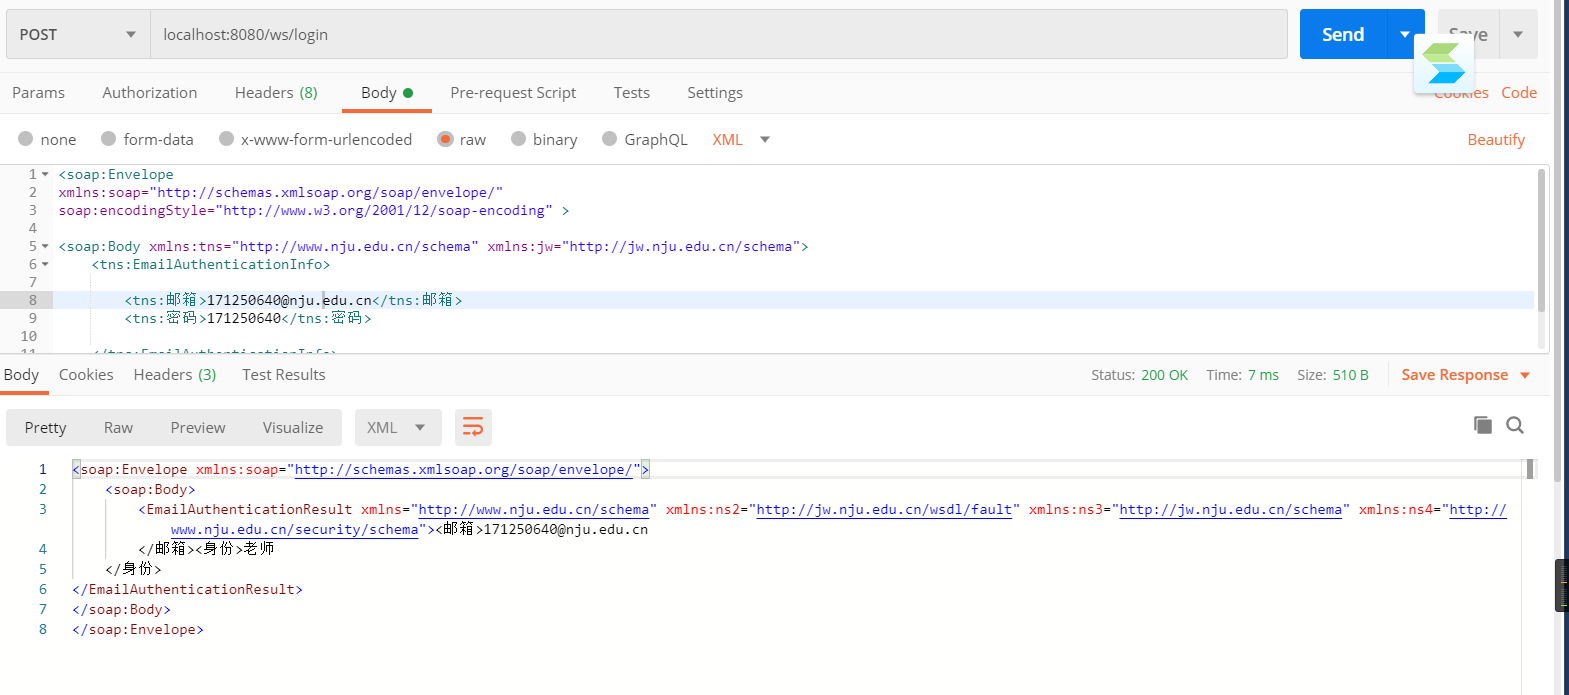 POST localhost:8080/ws/login Send Save
Params Authorization Headers (8) Body Pre-request Script Tests Settings Cookies Code
none form-data x-www-form-urlencoded raw binary GraphQL XML Beautify
1 <soap:Envelope
2 xmlns:soap="http://schemas.xmlsoap.org/soap/envelope/"
3 soap:encodingStyle="http://www.w3.org/2001/12/soap-encoding" >
4
5 <soap:Body xmlns:tns="http://www.nju.edu.cn/schema" xmlns:jw="http://jw.nju.edu.cn/schema">
6 <tns:EmailAuthenticationInfo>
7
8 <tns:邮箱>171250640@nju.edu.cn</tns:邮箱>
9 <tns:密码>171250640</tns:密码>
10
11 </tns:EmailAuthenticationInfo>
Body Cookies Headers (3) Test Results Status: 200 OK Time: 7 ms Size: 510 B Save Response
Pretty Raw Preview Visualize XML
1 <soap:Envelope xmlns:soap="http://schemas.xmlsoap.org/soap/envelope/">
2 <soap:Body>
3 <EmailAuthenticationResult xmlns="http://www.nju.edu.cn/schema" xmlns:ns2="http://jw.nju.edu.cn/wsdl/fault" xmlns:ns3="http://jw.nju.edu.cn/schema" xmlns:ns4="http://
www.nju.edu.cn/security/schema"><邮箱>171250640@nju.edu.cn
4 </邮箱><身份>老师
5 </身份>
6 </EmailAuthenticationResult>
7 </soap:Body>
8 </soap:Envelope>